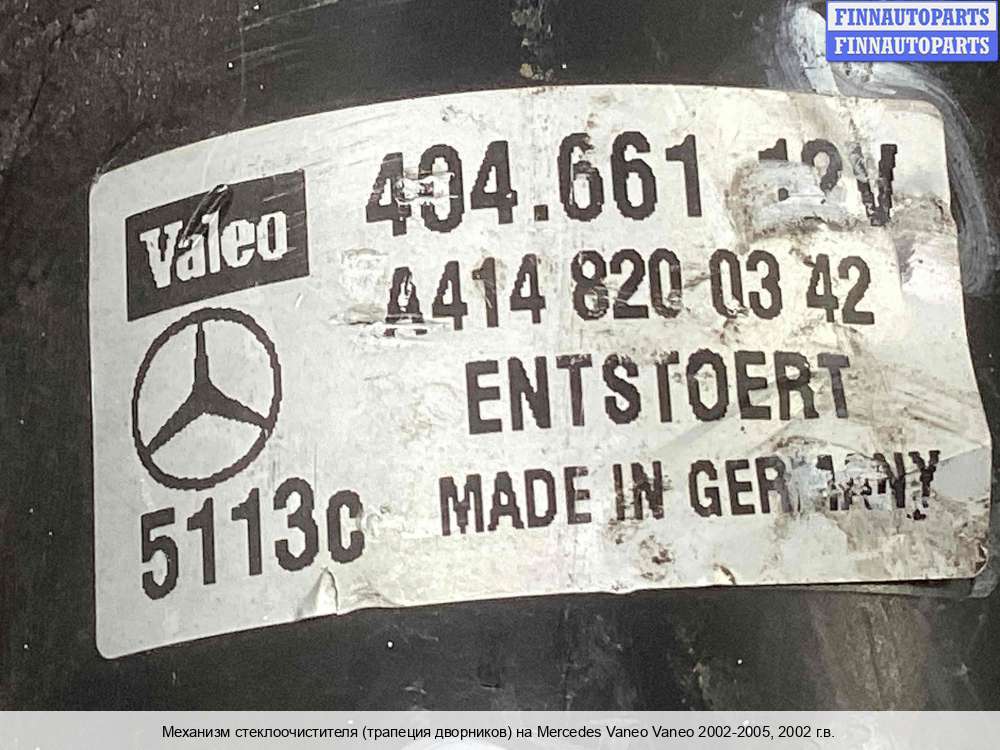 FINNAUTOPARTS
FINNAUTOPARTS
Valeo
404.661 12V
A414 820 03 42
ENTSTOERT
MADE IN GERMANY
5113C
Механизм стеклоочистителя (трапеция дворников) на Mercedes Vaneo Vaneo 2002-2005, 2002 г.в.